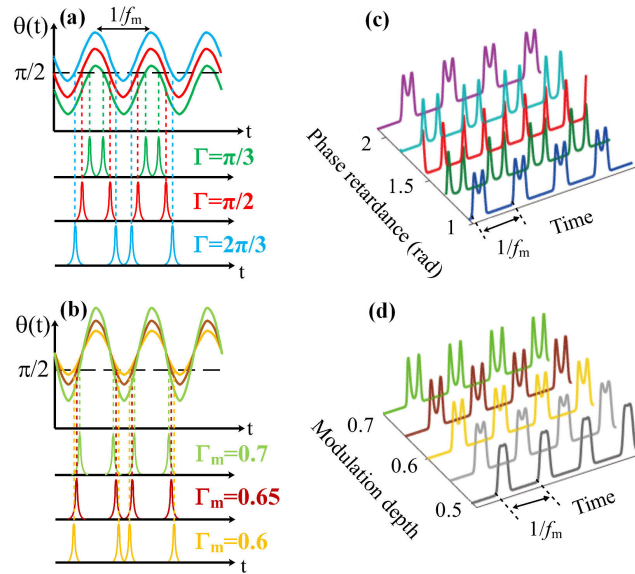 (a)
θ(t)
1/fm
π/2
t
Γ=π/3
Γ=π/2
Γ=2π/3
t
(b)
θ(t)
π/2
t
Γm=0.7
Γm=0.65
Γm=0.6
t
(c)
2
1.5
1
Phase retardance (rad)
Time
1/fm
(d)
0.7
0.6
0.5
Modulation depth
Time
1/fm